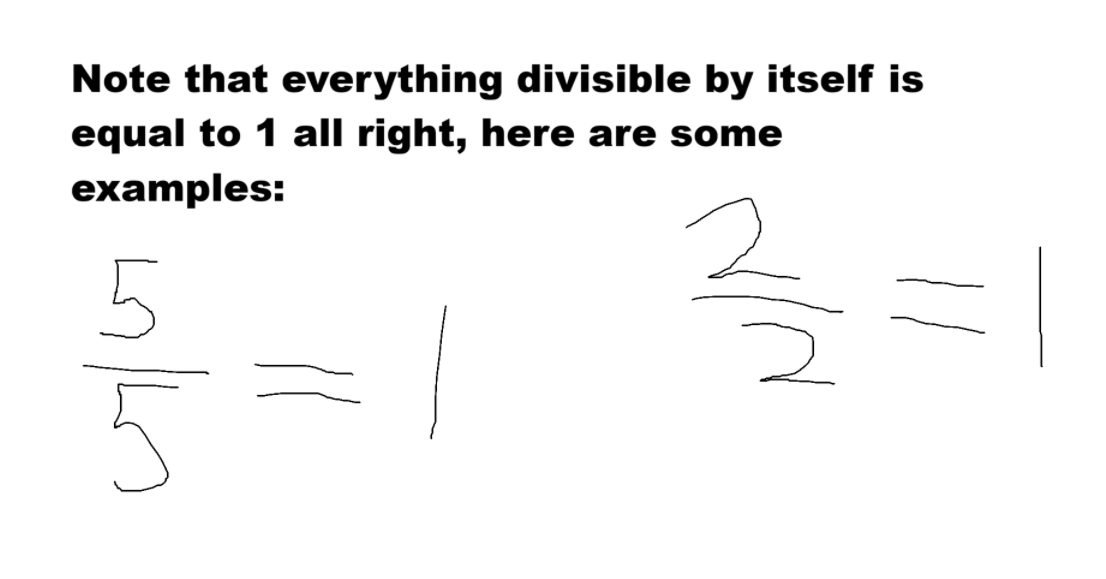 Note that everything divisible by itself is
equal to 1 all right, here are some
examples:
5/5 = 1
2/2 = 1